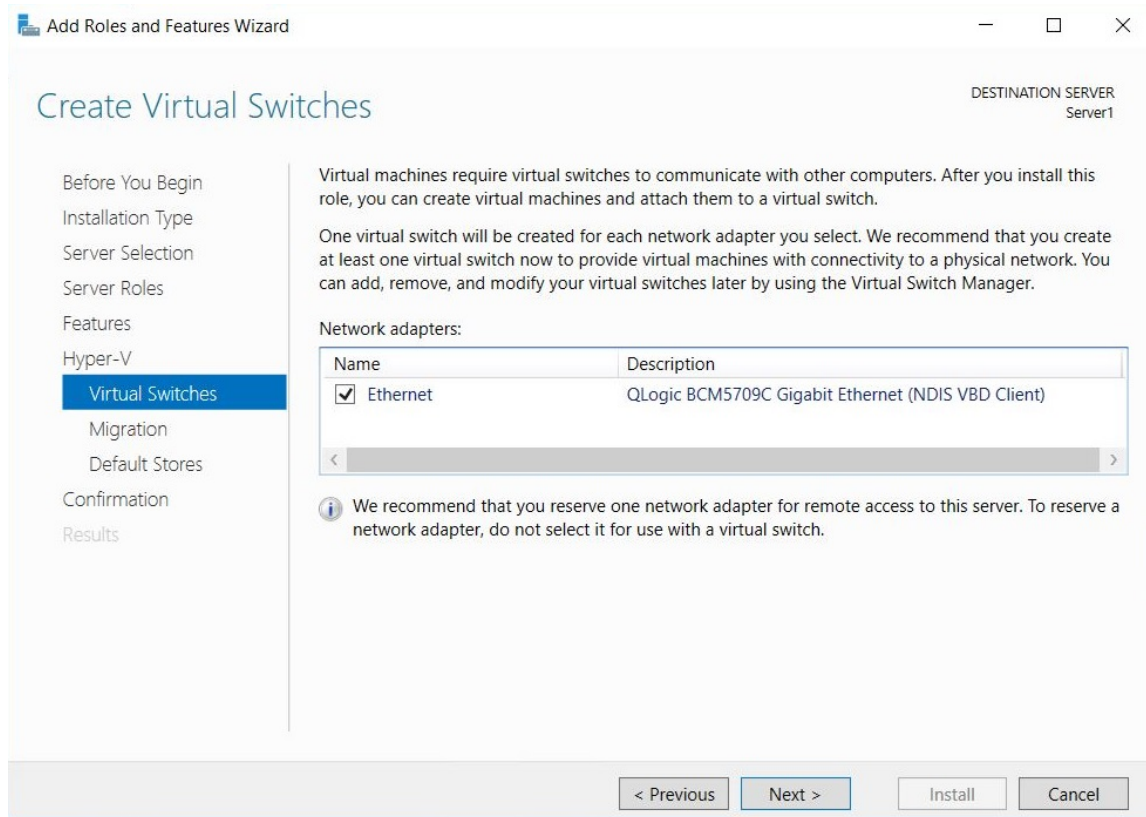 Add Roles and Features Wizard
Create Virtual Switches
DESTINATION SERVER
Server1
Before You Begin
Installation Type
Server Selection
Server Roles
Features
Hyper-V
Virtual Switches
Migration
Default Stores
Confirmation
Results
Virtual machines require virtual switches to communicate with other computers. After you install this
role, you can create virtual machines and attach them to a virtual switch.
One virtual switch will be created for each network adapter you select. We recommend that you create
at least one virtual switch now to provide virtual machines with connectivity to a physical network. You
can add, remove, and modify your virtual switches later by using the Virtual Switch Manager.
Network adapters:
Name Description
Ethernet QLogic BCM5709C Gigabit Ethernet (NDIS VBD Client)
We recommend that you reserve one network adapter for remote access to this server. To reserve a
network adapter, do not select it for use with a virtual switch.
< Previous Next > Install Cancel